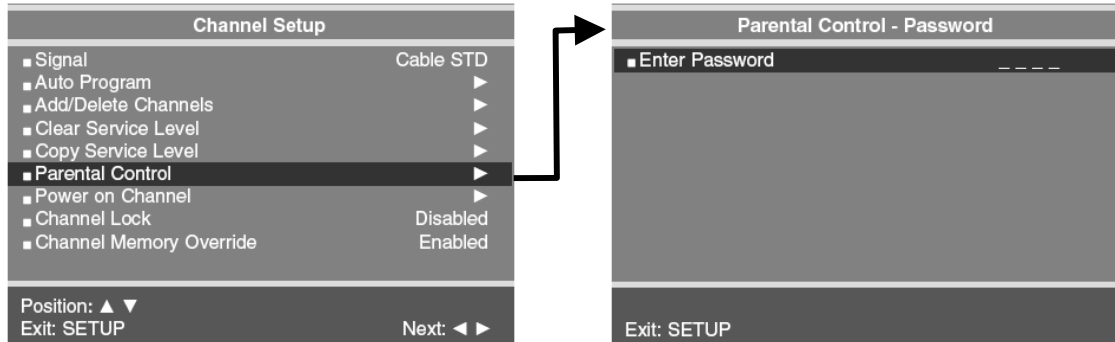 Channel Setup
Signal Cable STD
Auto Program ►
Add/Delete Channels ►
Clear Service Level ►
Copy Service Level ►
Parental Control ►
Power on Channel ►
Channel Lock Disabled
Channel Memory Override Enabled
Position: ▲ ▼
Exit: SETUP Next: ◄ ►
Parental Control - Password
Enter Password _ _ _ _
Exit: SETUP